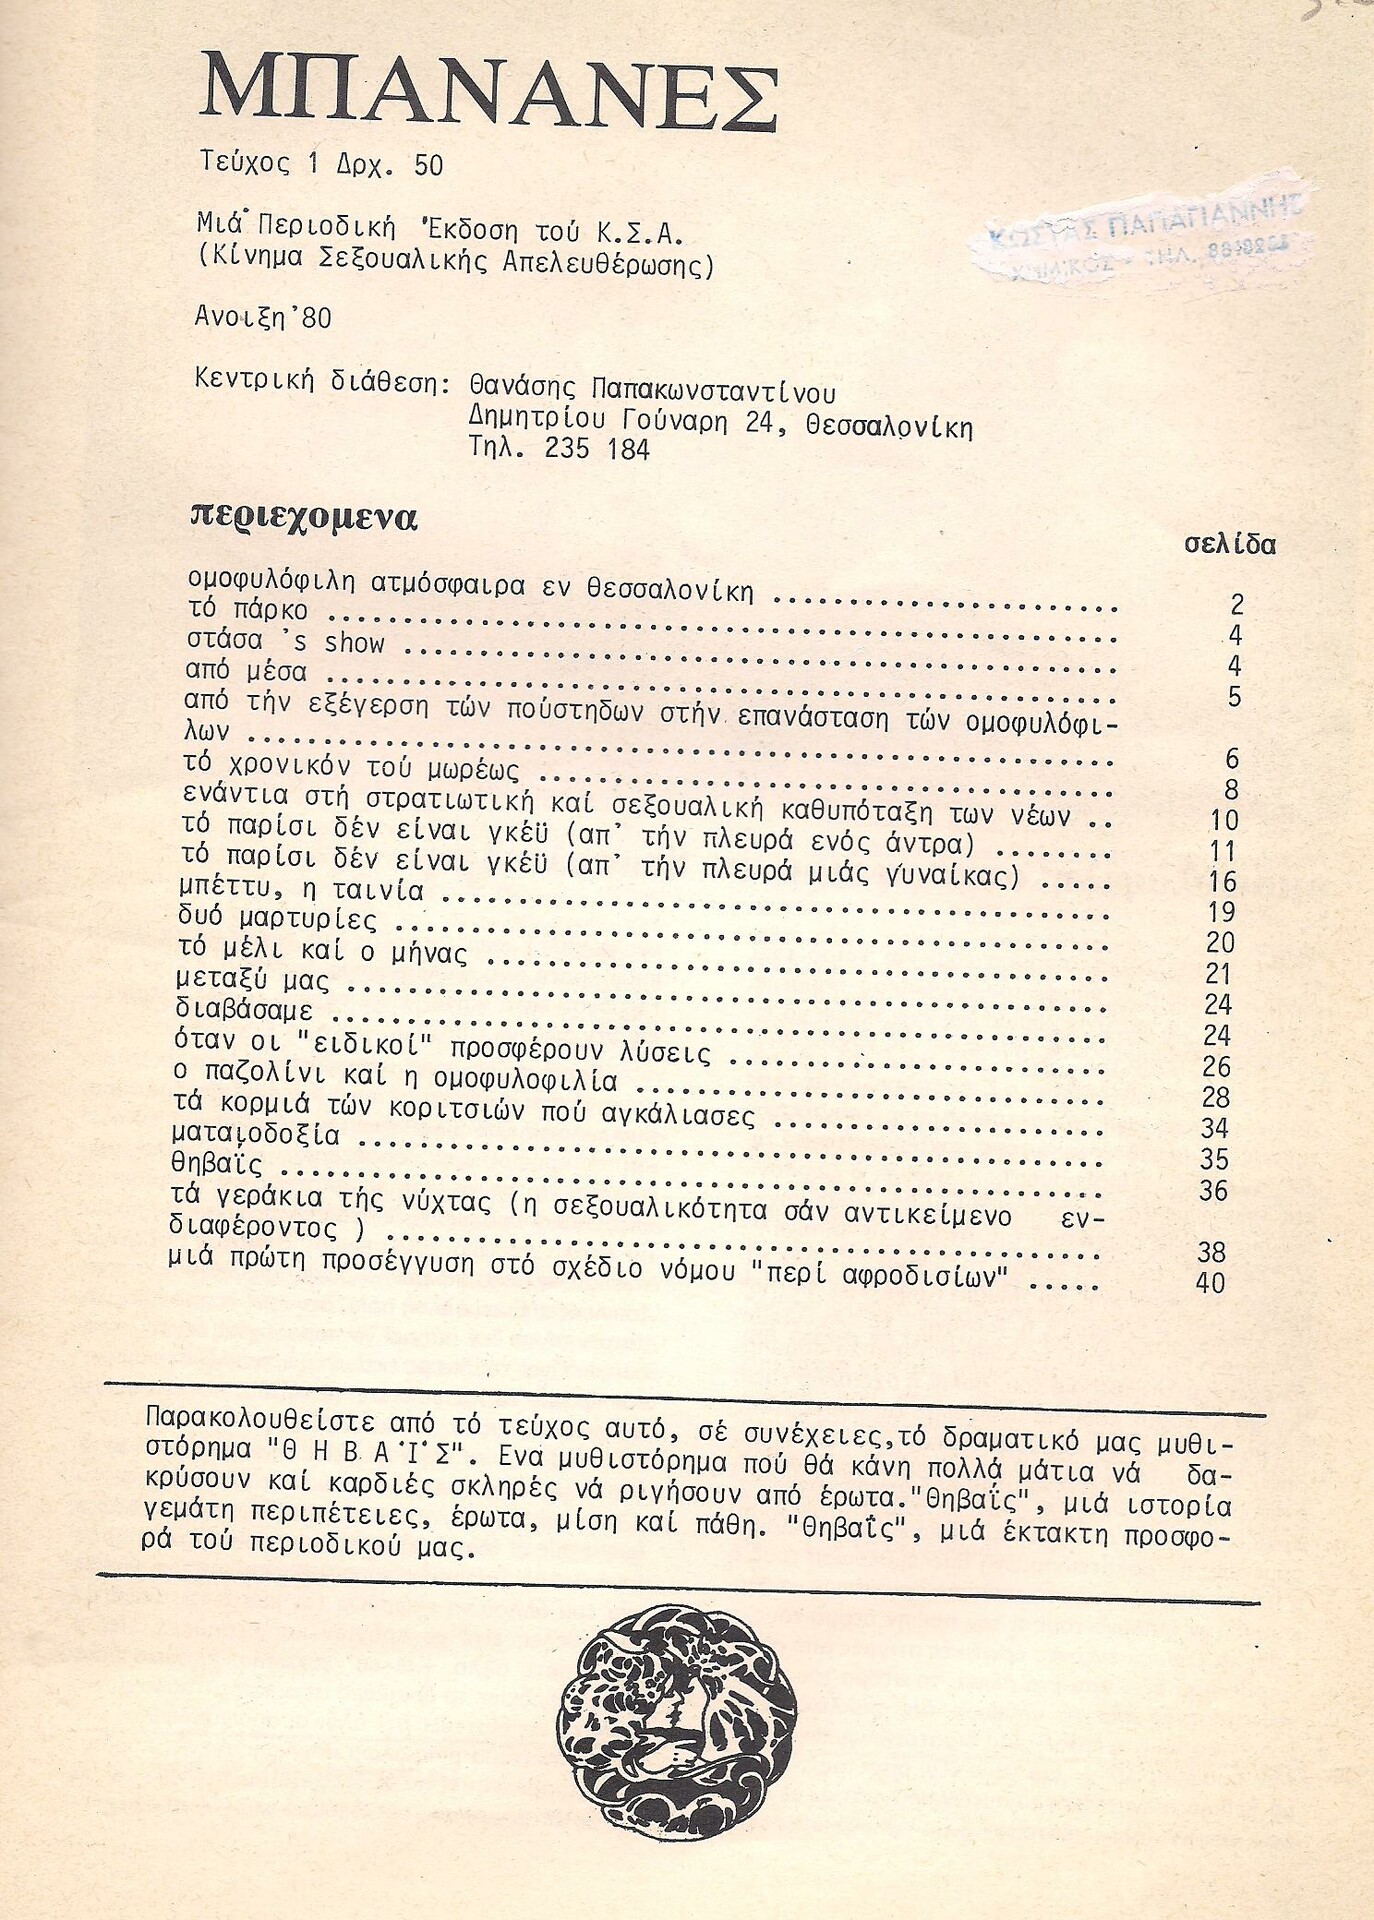 ΜΠΑΝΑΝΕΣ
Τεύχος 1 Δρχ. 50
Μιά Περιοδική Έκδοση τού Κ.Σ.Α.
(Κίνημα Σεξουαλικής Απελευθέρωσης)
ΚΩΣΤΑΣ ΠΑΠΑΓΙΑΝΝΗΣ
ΧΗΜΙΚΟΣ - ΤΗΛ.
Ανοιξη '80
Κεντρική διάθεση: Θανάσης Παπακωνσταντίνου
Δημητρίου Γούναρη 24, Θεσσαλονίκη
Τηλ. 235 184
περιεχομενα
σελίδα
ομοφυλόφιλη ατμόσφαιρα εν θεσσαλονίκη ....................... 2
τό πάρκο .................................................... 4
στάσα 's show ............................................... 4
από μέσα .................................................... 5
από τήν εξέγερση τών πούστηδων στήν επανάσταση τών ομοφυλόφι-
λων ......................................................... 6
τό χρονικόν τού μωρέως ...................................... 8
ενάντια στή στρατιωτική καί σεξουαλική καθυπόταξη των νέων .. 10
τό παρίσι δέν είναι γκέϋ (απ' τήν πλευρά ενός άντρα) ........ 11
τό παρίσι δέν είναι γκέϋ (απ' τήν πλευρά μιάς γυναίκας) ..... 16
μπέττυ, η ταινία ............................................ 19
δυό μαρτυρίες ............................................... 20
τό μέλι καί ο μήνας ......................................... 21
μεταξύ μας .................................................. 24
διαβάσαμε ................................................... 24
όταν οι "ειδικοί" προσφέρουν λύσεις ......................... 26
ο παζολίνι καί η ομοφυλοφιλία ............................... 28
τά κορμιά τών κοριτσιών πού αγκάλιασες ...................... 34
ματαιοδοξία ................................................. 35
θηβαϊς ...................................................... 36
τά γεράκια τής νύχτας (η σεξουαλικότητα σάν αντικείμενο εν-
διαφέροντος ) ............................................... 38
μιά πρώτη προσέγγυση στό σχέδιο νόμου "περί αφροδισίων" ..... 40
Παρακολουθείστε από τό τεύχος αυτό, σέ συνέχειες,τό δραματικό μας μυθι-
στόρημα "Θ Η Β Α Ϊ Σ". Ενα μυθιστόρημα πού θά κάνη πολλά μάτια νά δα-
κρύσουν καί καρδιές σκληρές νά ριγήσουν από έρωτα."Θηβαΐς", μιά ιστορία
γεμάτη περιπέτειες, έρωτα, μίση καί πάθη. "Θηβαΐς", μιά έκτακτη προσφο-
ρά τού περιοδικού μας.